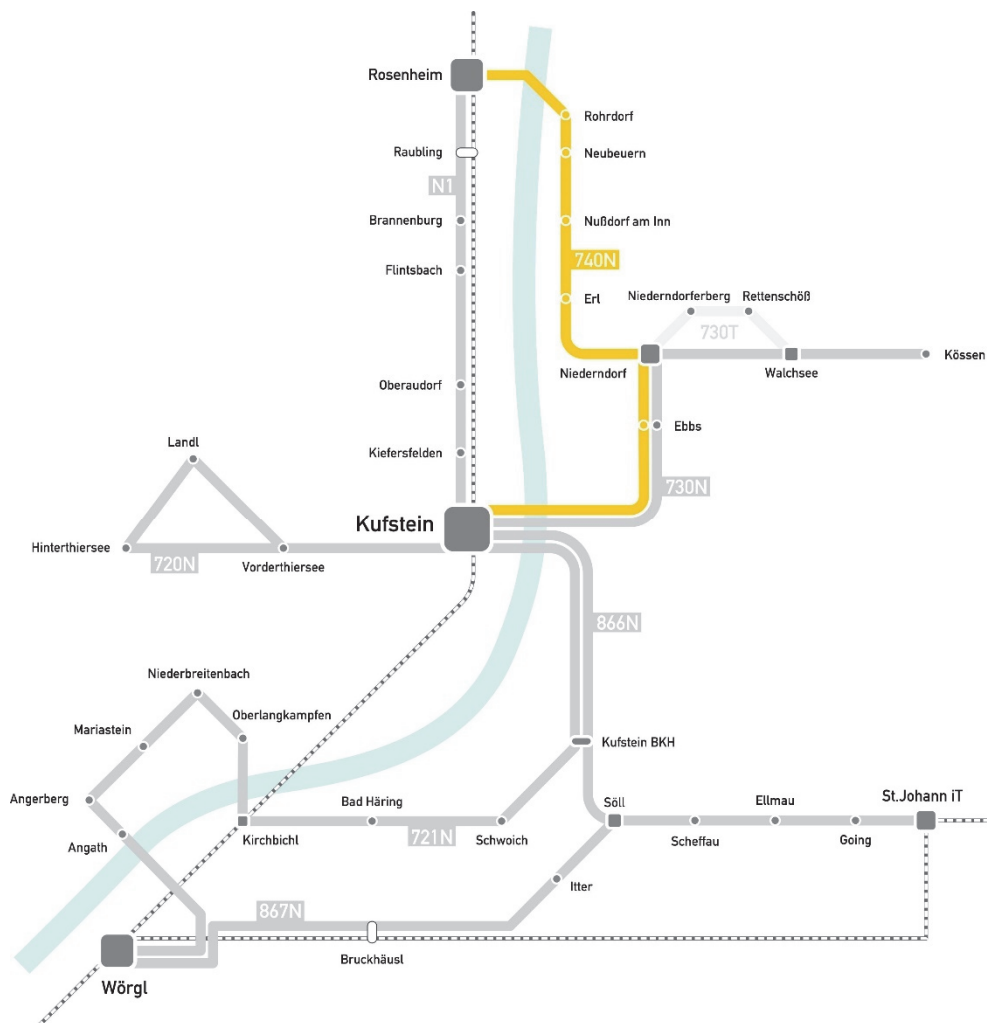 Rosenheim
Rohrdorf
Raubling
Neubeuern
N1
Brannenburg
Nußdorf am Inn
740N
Flintsbach
Erl
Niederndorferberg
Rettenschöß
730T
Niederndorf
Walchsee
Kössen
Oberaudorf
Ebbs
Landl
Kiefersfelden
730N
Kufstein
Hinterthiersee
720N
Vorderthiersee
866N
Niederbreitenbach
Oberlangkampfen
Mariastein
Kufstein BKH
Angerberg
Bad Häring
Söll
Ellmau
St.Johann iT
Angath
Kirchbichl
721N
Schwoich
Scheffau
Going
Itter
867N
Bruckhäusl
Wörgl